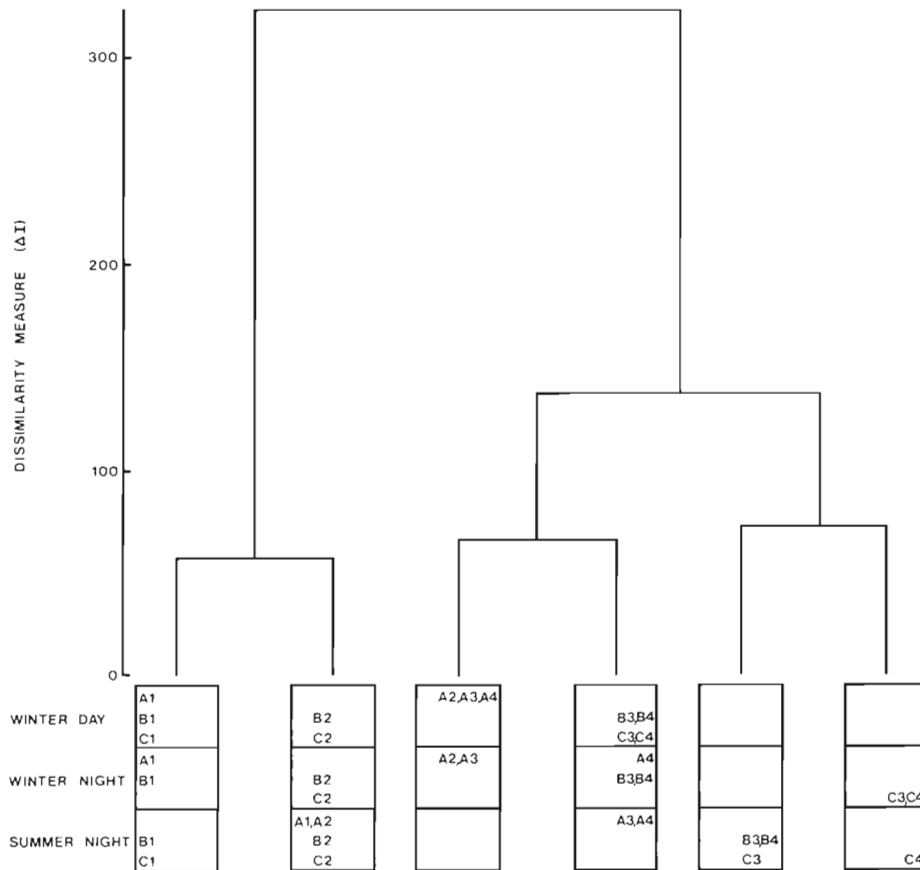 300
200
100
0
DISSIMILARITY MEASURE (ΔI)
WINTER DAY
A1
B1
C1
B2
C2
A2,A3,A4
B3,B4
C3,C4
WINTER NIGHT
A1
B1
B2
C2
A2,A3
A4
B3,B4
C3,C4
SUMMER NIGHT
B1
C1
A1,A2
B2
C2
A3,A4
B3,B4
C3
C4